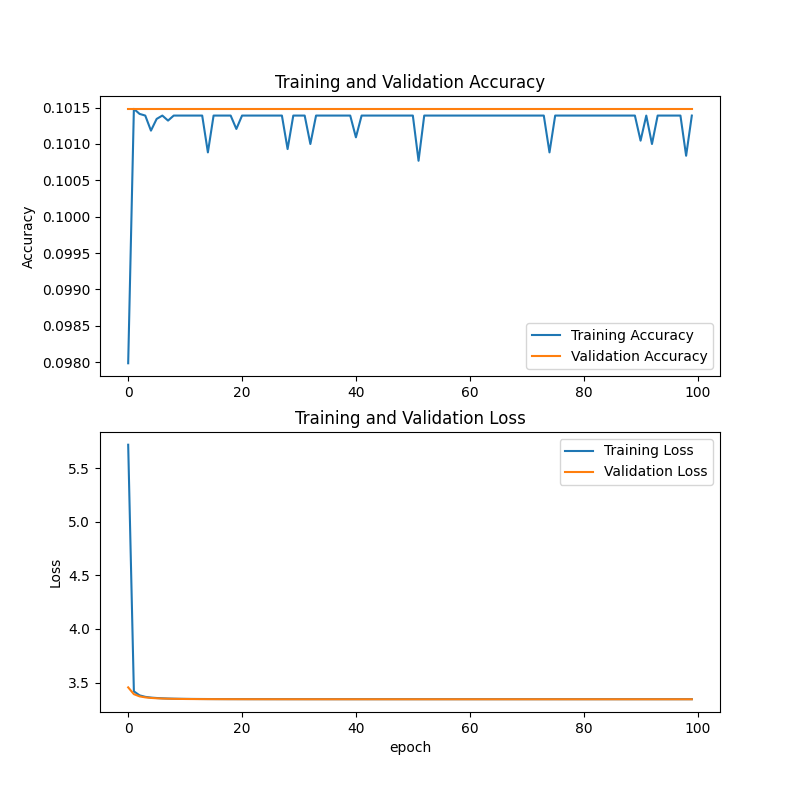 Training and Validation Accuracy
0.1015
0.1010
0.1005
0.1000
0.0995
0.0990
0.0985
0.0980
Accuracy
Training Accuracy
Validation Accuracy
0 20 40 60 80 100
Training and Validation Loss
5.5
5.0
4.5
4.0
3.5
Loss
Training Loss
Validation Loss
0 20 40 60 80 100
epoch